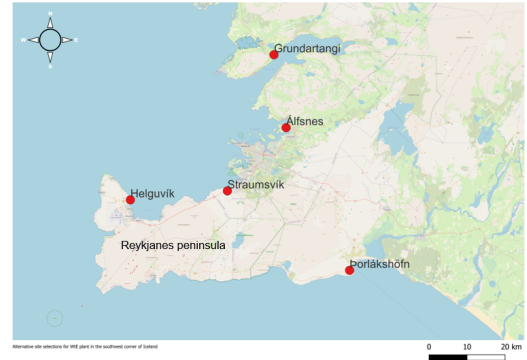 N
W E
S
Grundartangi
Álfsnes
Straumsvík
Helguvík
Reykjanes peninsula
Þorlákshöfn
Alternative site selections for WtE plant in the southwest corner of Iceland
0 10 20 km